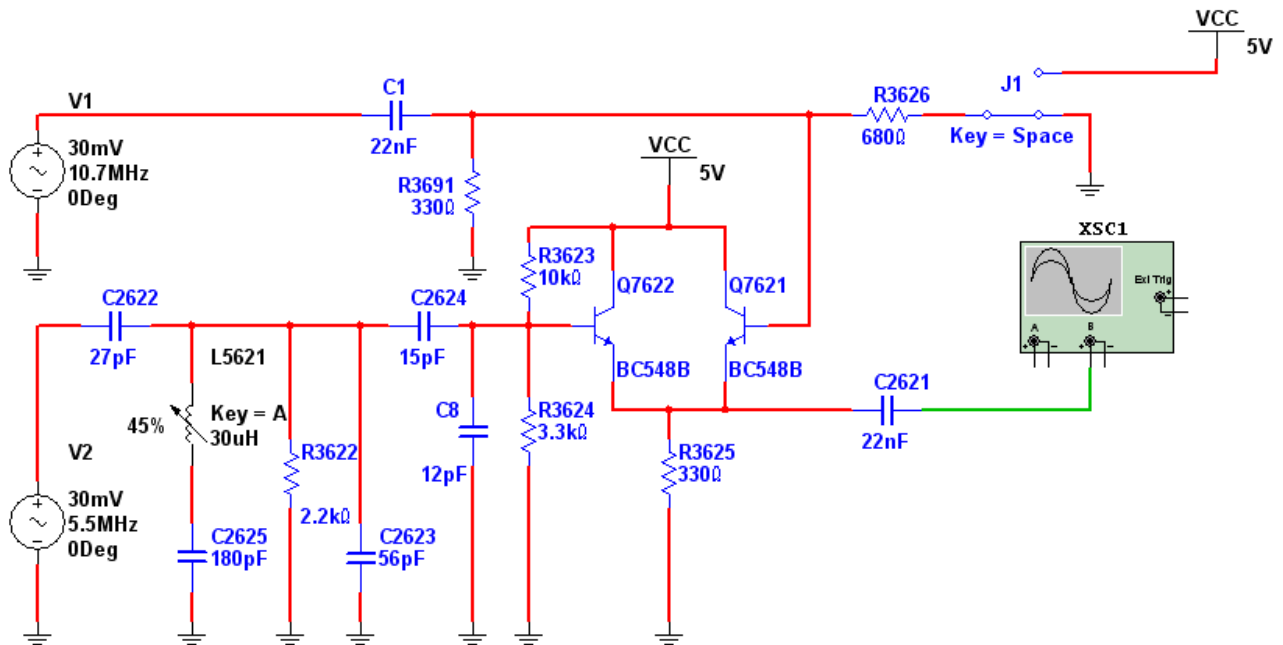 VCC
5V
J1
Key = Space
R3626
680Ω
C1
22nF
V1
30mV
10.7MHz
0Deg
R3691
330Ω
VCC
5V
XSC1
Ext Trig
+
-
A
B
+
-
+
-
R3623
10kΩ
Q7622
Q7621
BC548B
BC548B
C2622
27pF
L5621
Key = A
30uH
45%
C2624
15pF
C8
12pF
R3624
3.3kΩ
C2621
22nF
R3625
330Ω
V2
30mV
5.5MHz
0Deg
R3622
2.2kΩ
C2625
180pF
C2623
56pF